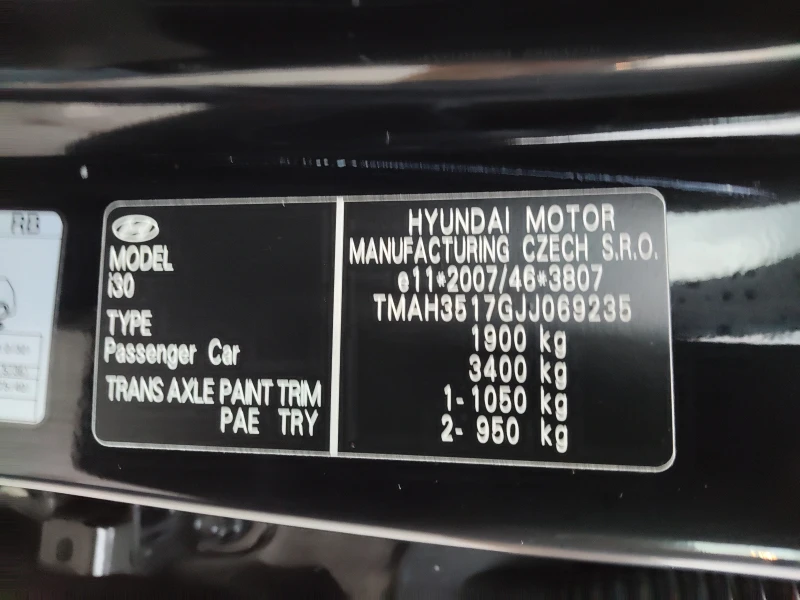 RB
MODEL
i30
TYPE
Passenger Car
TRANS AXLE PAINT TRIM
PAE TRY
HYUNDAI MOTOR
MANUFACTURING CZECH S.R.O.
e11*2007/46*3807
TMAH3517GJJ069235
1900 kg
3400 kg
1- 1050 kg
2- 950 kg